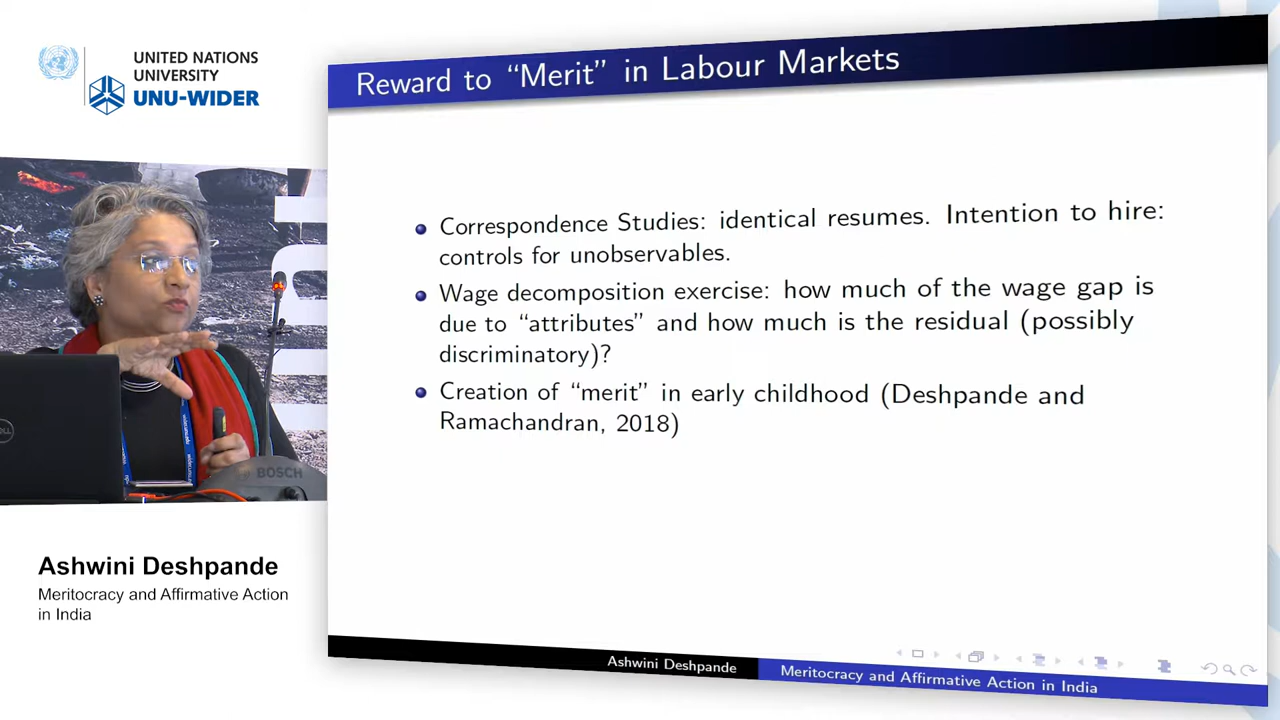 UNITED NATIONS
UNIVERSITY
UNU-WIDER
Reward to “Merit” in Labour Markets
Correspondence Studies: identical resumes. Intention to hire:
controls for unobservables.
Wage decomposition exercise: how much of the wage gap is
due to “attributes” and how much is the residual (possibly
discriminatory)?
Creation of “merit” in early childhood (Deshpande and
Ramachandran, 2018)
DELL
BOSCH
Ashwini Deshpande
Meritocracy and Affirmative Action
in India
Ashwini Deshpande
Meritocracy and Affirmative Action in India